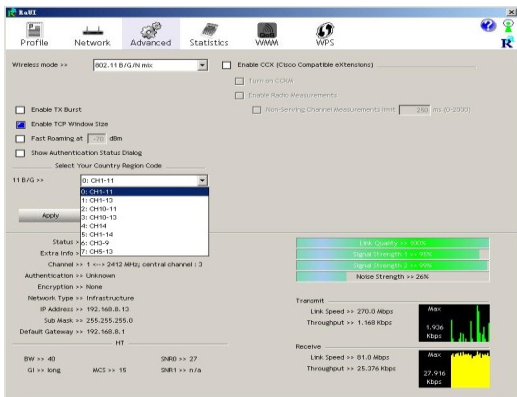 RaUI
Profile Network Advanced Statistics WMM WPS
Wireless mode >> 802.11 B/G/N mix
Enable CCX (Cisco Compatible eXtensions)
Turn on CCKM
Enable Radio Measurements
Non-Serving Channel Measurements limit 250 ms (0-2000)
Enable TX Burst
Enable TCP Window Size
Fast Roaming at -70 dBm
Show Authentication Status Dialog
Select Your Country Region Code
11 B/G >> 0: CH1-11
0: CH1-11
1: CH1-13
2: CH10-11
3: CH10-13
4: CH14
5: CH1-14
6: CH3-9
7: CH5-13
Apply
Status >
Extra Info >
Channel >> 1 <--> 2412 MHz; central channel : 3
Authentication >> Unknown
Encryption >> None
Network Type >> Infrastructure
IP Address >> 192.168.8.13
Sub Mask >> 255.255.255.0
Default Gateway >> 192.168.8.1
HT
BW >> 40
SNR0 >> 27
GI >> long
MCS >> 15
SNR1 >> n/a
Link Quality >> 100%
Signal Strength 1 >> 95%
Signal Strength 2 >> 99%
Noise Strength >> 26%
Transmit
Link Speed >> 270.0 Mbps
Throughput >> 1.168 Kbps
Max
1.936
Kbps
Receive
Link Speed >> 81.0 Mbps
Throughput >> 25.376 Kbps
Max
27.916
Kbps